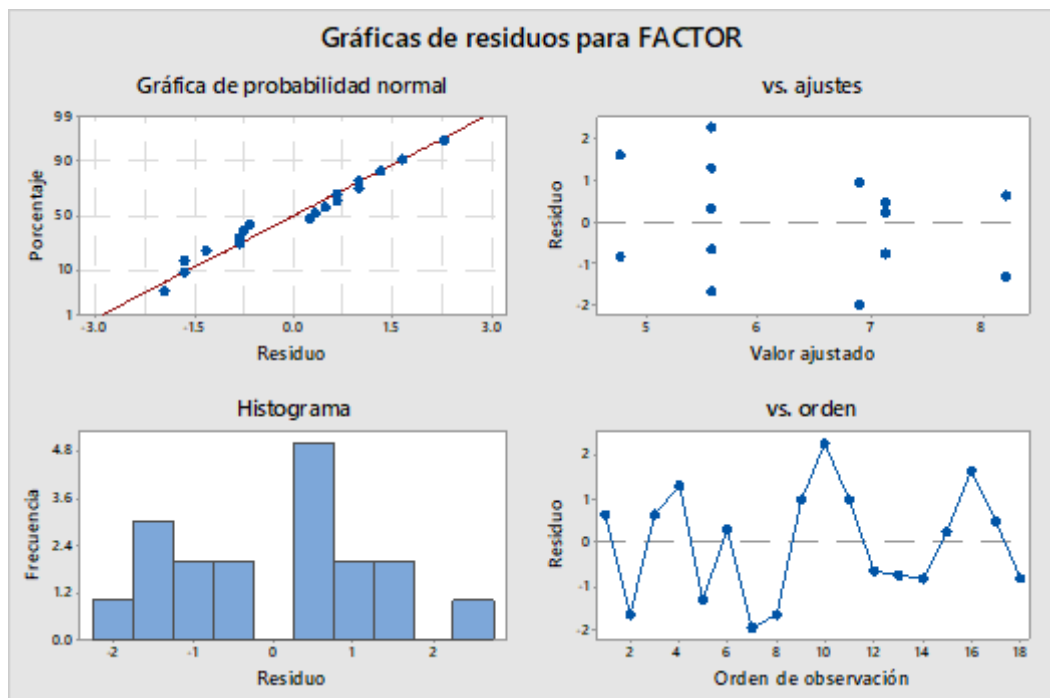 Gráficas de residuos para FACTOR
Gráfica de probabilidad normal
99
90
50
10
1
Porcentaje
-3.0 -1.5 0.0 1.5 3.0
Residuo
vs. ajustes
2
1
0
-1
-2
Residuo
5 6 7 8
Valor ajustado
Histograma
4.8
3.6
2.4
1.2
0.0
Frecuencia
-2 -1 0 1 2
Residuo
vs. orden
2
1
0
-1
-2
Residuo
2 4 6 8 10 12 14 16 18
Orden de observación